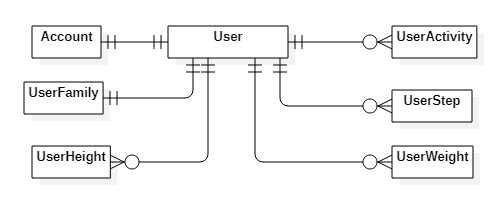 Account
User
UserActivity
UserFamily
UserStep
UserHeight
UserWeight